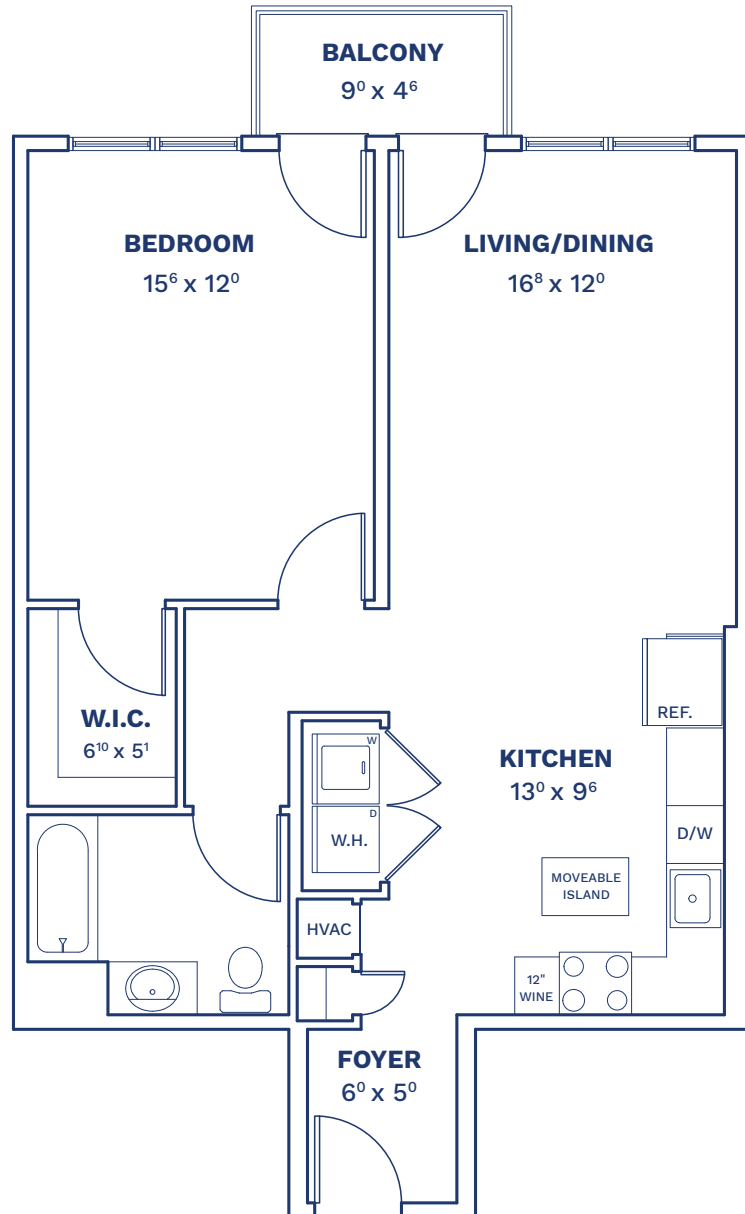 BALCONY
9⁰ x 4⁶
BEDROOM
15⁶ x 12⁰
LIVING/DINING
16⁸ x 12⁰
W.I.C.
6¹⁰ x 5¹
W
D
W.H.
HVAC
REF.
KITCHEN
13⁰ x 9⁶
D/W
MOVEABLE
ISLAND
12"
WINE
FOYER
6⁰ x 5⁰